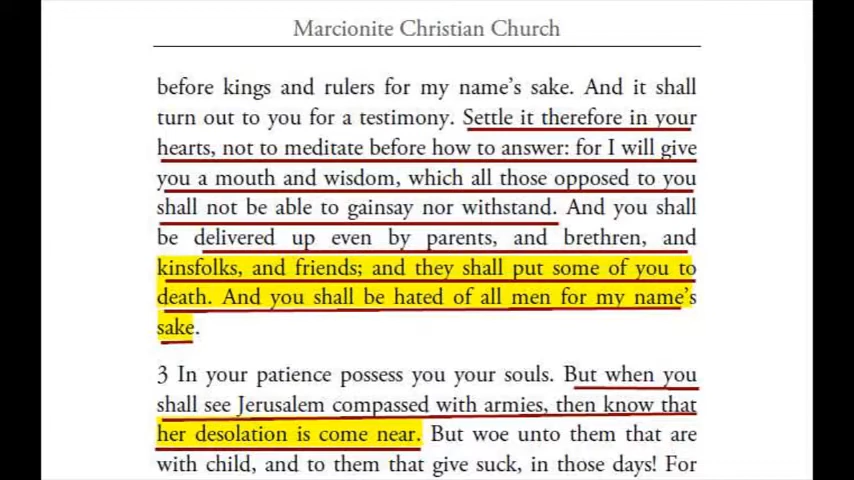 Marcionite Christian Church
before kings and rulers for my name's sake. And it shall
turn out to you for a testimony. Settle it therefore in your
hearts, not to meditate before how to answer: for I will give
you a mouth and wisdom, which all those opposed to you
shall not be able to gainsay nor withstand. And you shall
be delivered up even by parents, and brethren, and
kinsfolks, and friends; and they shall put some of you to
death. And you shall be hated of all men for my name's
sake.
3 In your patience possess you your souls. But when you
shall see Jerusalem compassed with armies, then know that
her desolation is come near. But woe unto them that are
with child, and to them that give suck, in those days! For